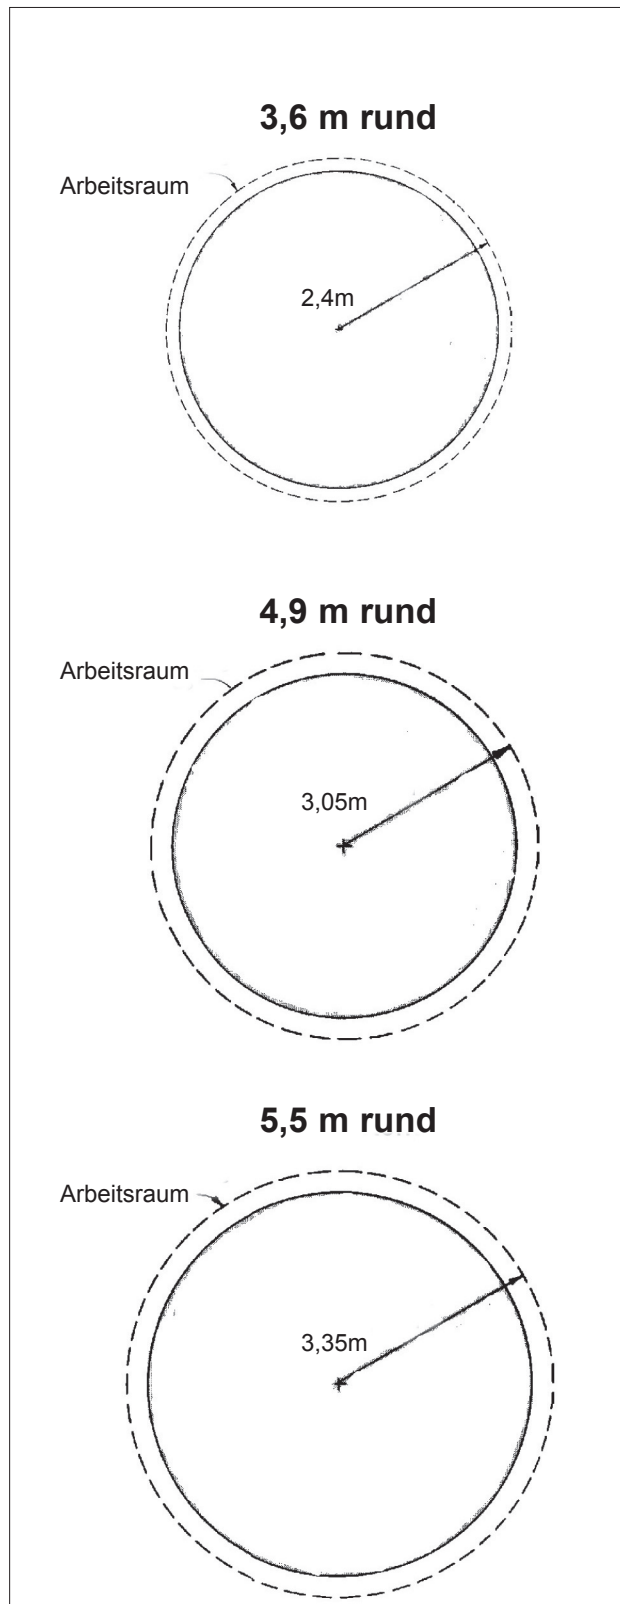 3,6 m rund
Arbeitsraum
2,4m
4,9 m rund
Arbeitsraum
3,05m
5,5 m rund
Arbeitsraum
3,35m